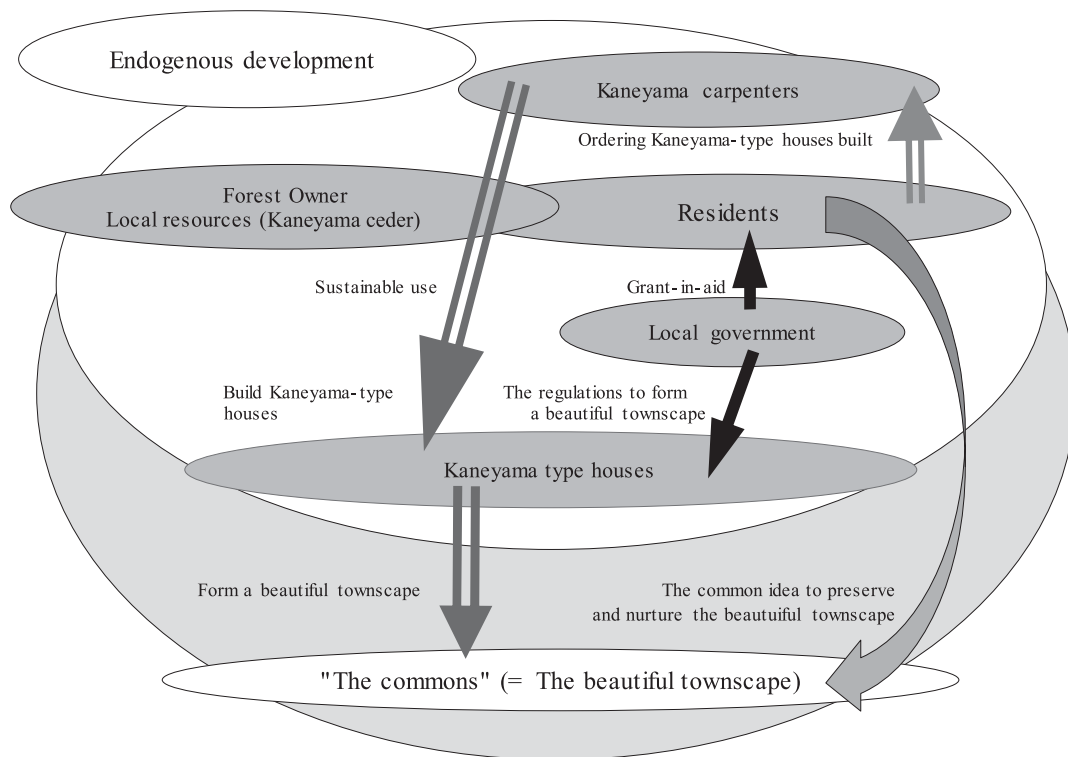 Endogenous development
Kaneyama carpenters
Ordering Kaneyama-type houses built
Forest Owner
Local resources (Kaneyama ceder)
Residents
Sustainable use
Grant-in-aid
Local government
Build Kaneyama-type
houses
The regulations to form
a beautiful townscape
Kaneyama type houses
Form a beautiful townscape
The common idea to preserve
and nurture the beautuiful townscape
"The commons" (= The beautiful townscape)